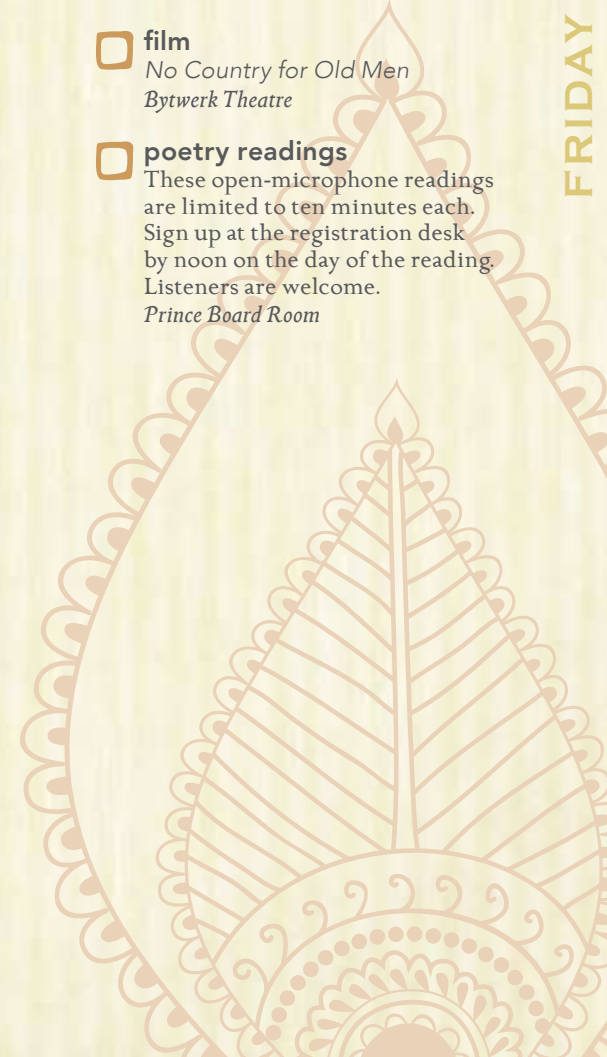 film
No Country for Old Men
Bytwerk Theatre
poetry readings
These open-microphone readings
are limited to ten minutes each.
Sign up at the registration desk
by noon on the day of the reading.
Listeners are welcome.
Prince Board Room
FRIDAY